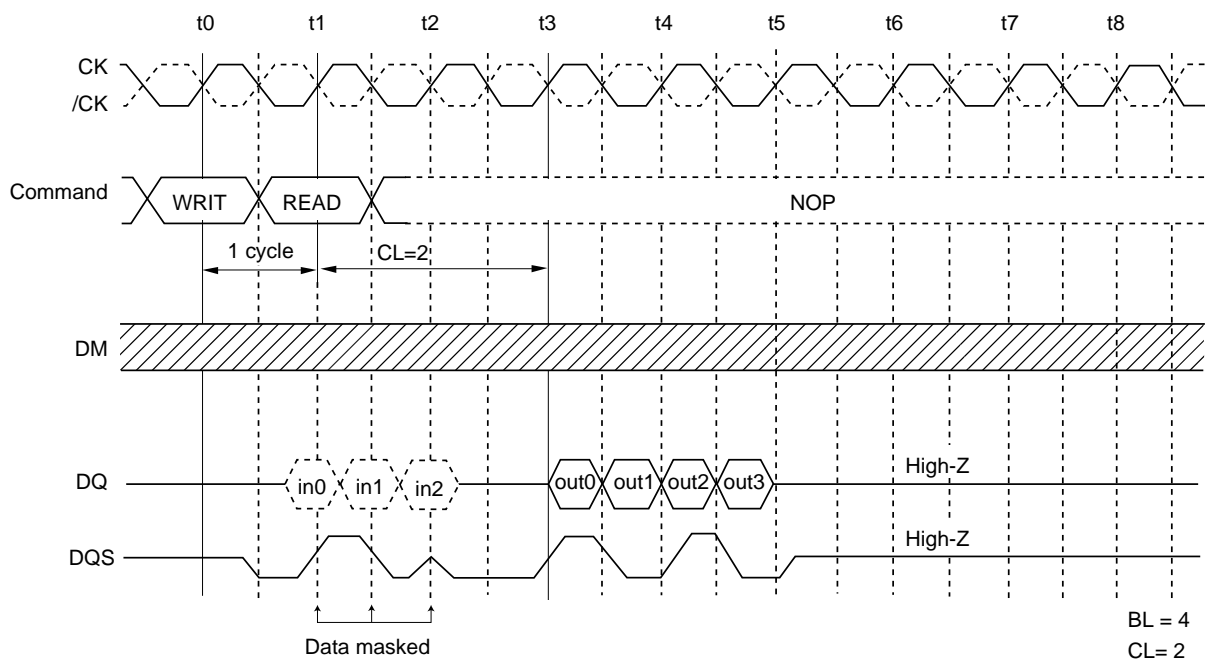 t0 t1 t2 t3 t4 t5 t6 t7 t8
CK
/CK
Command WRIT READ NOP
1 cycle CL=2
DM
DQ in0 in1 in2 out0 out1 out2 out3 High-Z
DQS High-Z
Data masked
BL = 4
CL= 2